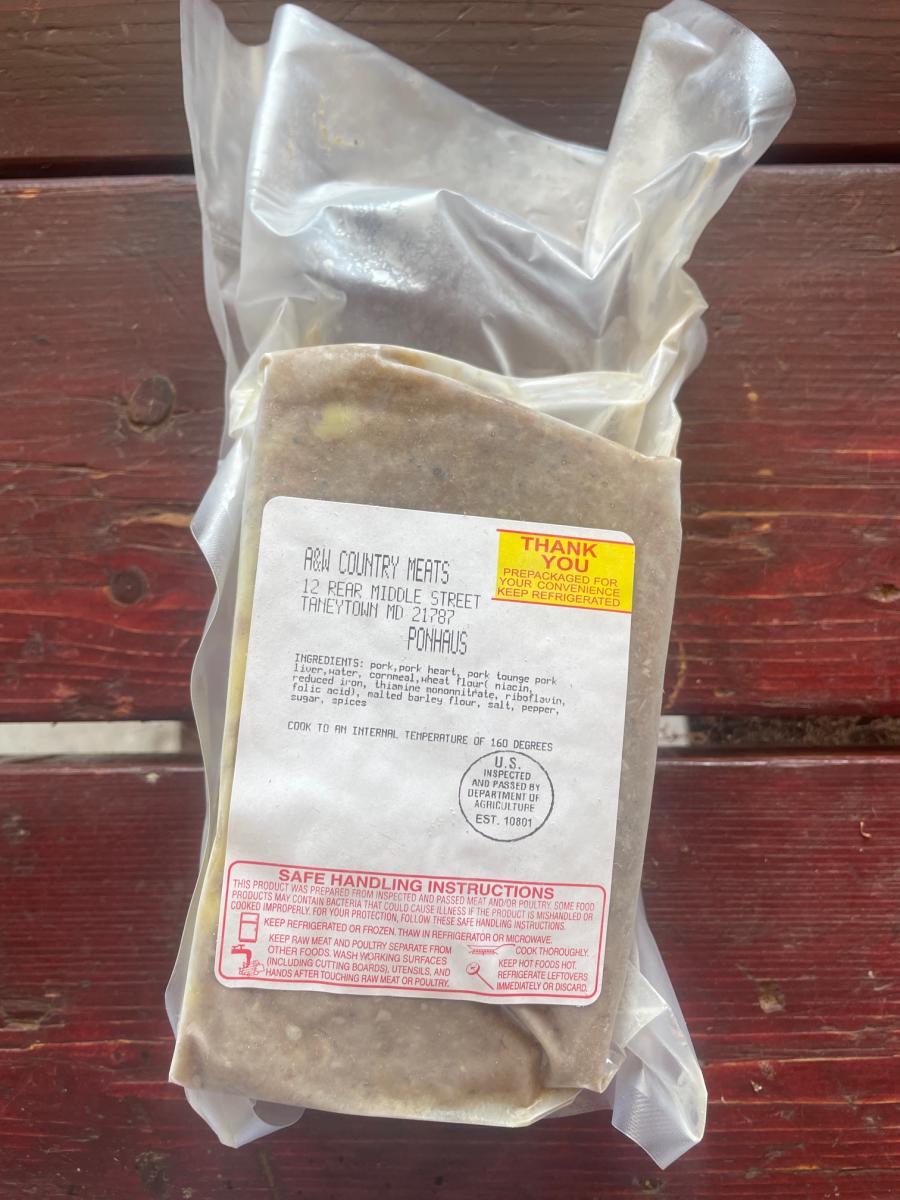 THANK
YOU
PREPACKAGED FOR
YOUR CONVENIENCE
KEEP REFRIGERATED
A&W COUNTRY MEATS
12 REAR MIDDLE STREET
TANEYTOWN MD 21787
PONHAUS
INGREDIENTS: pork,pork heart, pork tounge pork
liver,water, cornmeal,wheat flour( niacin,
reduced iron, thiamine mononnitrate, riboflavin,
folic acid), malted barley flour, salt, pepper,
sugar, spices
COOK TO AN INTERNAL TEMPERATURE OF 160 DEGREES
U.S.
INSPECTED
AND PASSED BY
DEPARTMENT OF
AGRICULTURE
EST. 10801
SAFE HANDLING INSTRUCTIONS
THIS PRODUCT WAS PREPARED FROM INSPECTED AND PASSED MEAT AND/OR POULTRY. SOME FOOD
PRODUCTS MAY CONTAIN BACTERIA THAT COULD CAUSE ILLNESS IF THE PRODUCT IS MISHANDLED OR
COOKED IMPROPERLY. FOR YOUR PROTECTION, FOLLOW THESE SAFE HANDLING INSTRUCTIONS.
KEEP REFRIGERATED OR FROZEN. THAW IN REFRIGERATOR OR MICROWAVE.
KEEP RAW MEAT AND POULTRY SEPARATE FROM
OTHER FOODS. WASH WORKING SURFACES
(INCLUDING CUTTING BOARDS), UTENSILS, AND
HANDS AFTER TOUCHING RAW MEAT OR POULTRY.
COOK THOROUGHLY.
KEEP HOT FOODS HOT.
REFRIGERATE LEFTOVERS
IMMEDIATELY OR DISCARD.